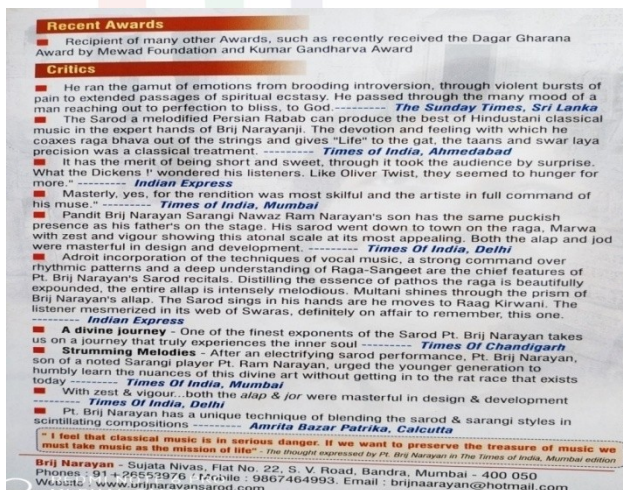 Recent Awards
Recipient of many other Awards, such as recently received the Dagar Gharana
Award by Mewad Foundation and Kumar Gandharva Award
Critics
He ran the gamut of emotions from brooding introversion, through violent bursts of
pain to extended passages of spiritual ecstasy. He passed through the many mood of a
man reaching out to perfection to bliss, to God.--------- The Sunday Times, Sri Lanka
The Sarod a melodified Persian Rabab can produce the best of Hindustani classical
music in the expert hands of Brij Narayanji. The devotion and feeling with which he
coaxes raga bhava out of the strings and gives "Life" to the gat, the taans and swar laya
precision was a classical treatment. --------- Times of India, Ahmedabad
It has the merit of being short and sweet, through it took the audience by surprise.
What the Dickens !' wondered his listeners. Like Oliver Twist, they seemed to hunger for
more." --------- Indian Express
Masterly, yes, for the rendition was most skilful and the artiste in full command of
his muse." --------- Times of India, Mumbai
Pandit Brij Narayan Sarangi Nawaz Ram Narayan's son has the same puckish
presence as his father's on the stage. His sarod went down to town on the raga, Marwa
with zest and vigour showing this atonal scale at its most appealing. Both the alap and jod
were masterful in design and development. --------- Times Of India, Delhi
Adroit incorporation of the techniques of vocal music, a strong command over
rhythmic patterns and a deep understanding of Raga-Sangeet are the chief features of
Pt. Brij Narayan's Sarod recitals. Distilling the essence of pathos the raga is beautifully
expounded, the entire allap is intensely melodious. Multani shines through the prism of
Brij Narayan's allap. The Sarod sings in his hands are he moves to Raag Kirwani. The
listener mesmerized in its web of Swaras, definitely on affair to remember, this one.
--------- Indian Express
A divine journey - One of the finest exponents of the Sarod Pt. Brij Narayan takes
us on a journey that truly experiences the inner soul --------- Times Of Chandigarh
Strumming Melodies - After an electrifying sarod performance, Pt. Brij Narayan,
son of a noted Sarangi player Pt. Ram Narayan, urged the younger generation to
humbly learn the nuances of this divine art without getting in to the rat race that exists
today --------- Times Of India, Mumbai
With zest & vigour...both the alap & jor were masterful in design & development
--------- Times Of India, Delhi
Pt. Brij Narayan has a unique technique of blending the sarod & sarangi styles in
scintillating compositions --------- Amrita Bazar Patrika, Calcutta
" I feel that classical music is in serious danger. If we want to preserve the treasure of music we
must take music as the mission of life" - The thought expressed by Pt. Brij Narayan in The Times of India, Mumbai edition
Brij Narayan - Sujata Nivas, Flat No. 22, S. V. Road, Bandra, Mumbai - 400 050
Phones : 91 +26553976 / Mobile : 9867464993. Email : brijnaarayan@hotmail.com
www.brijnaravansarod.com